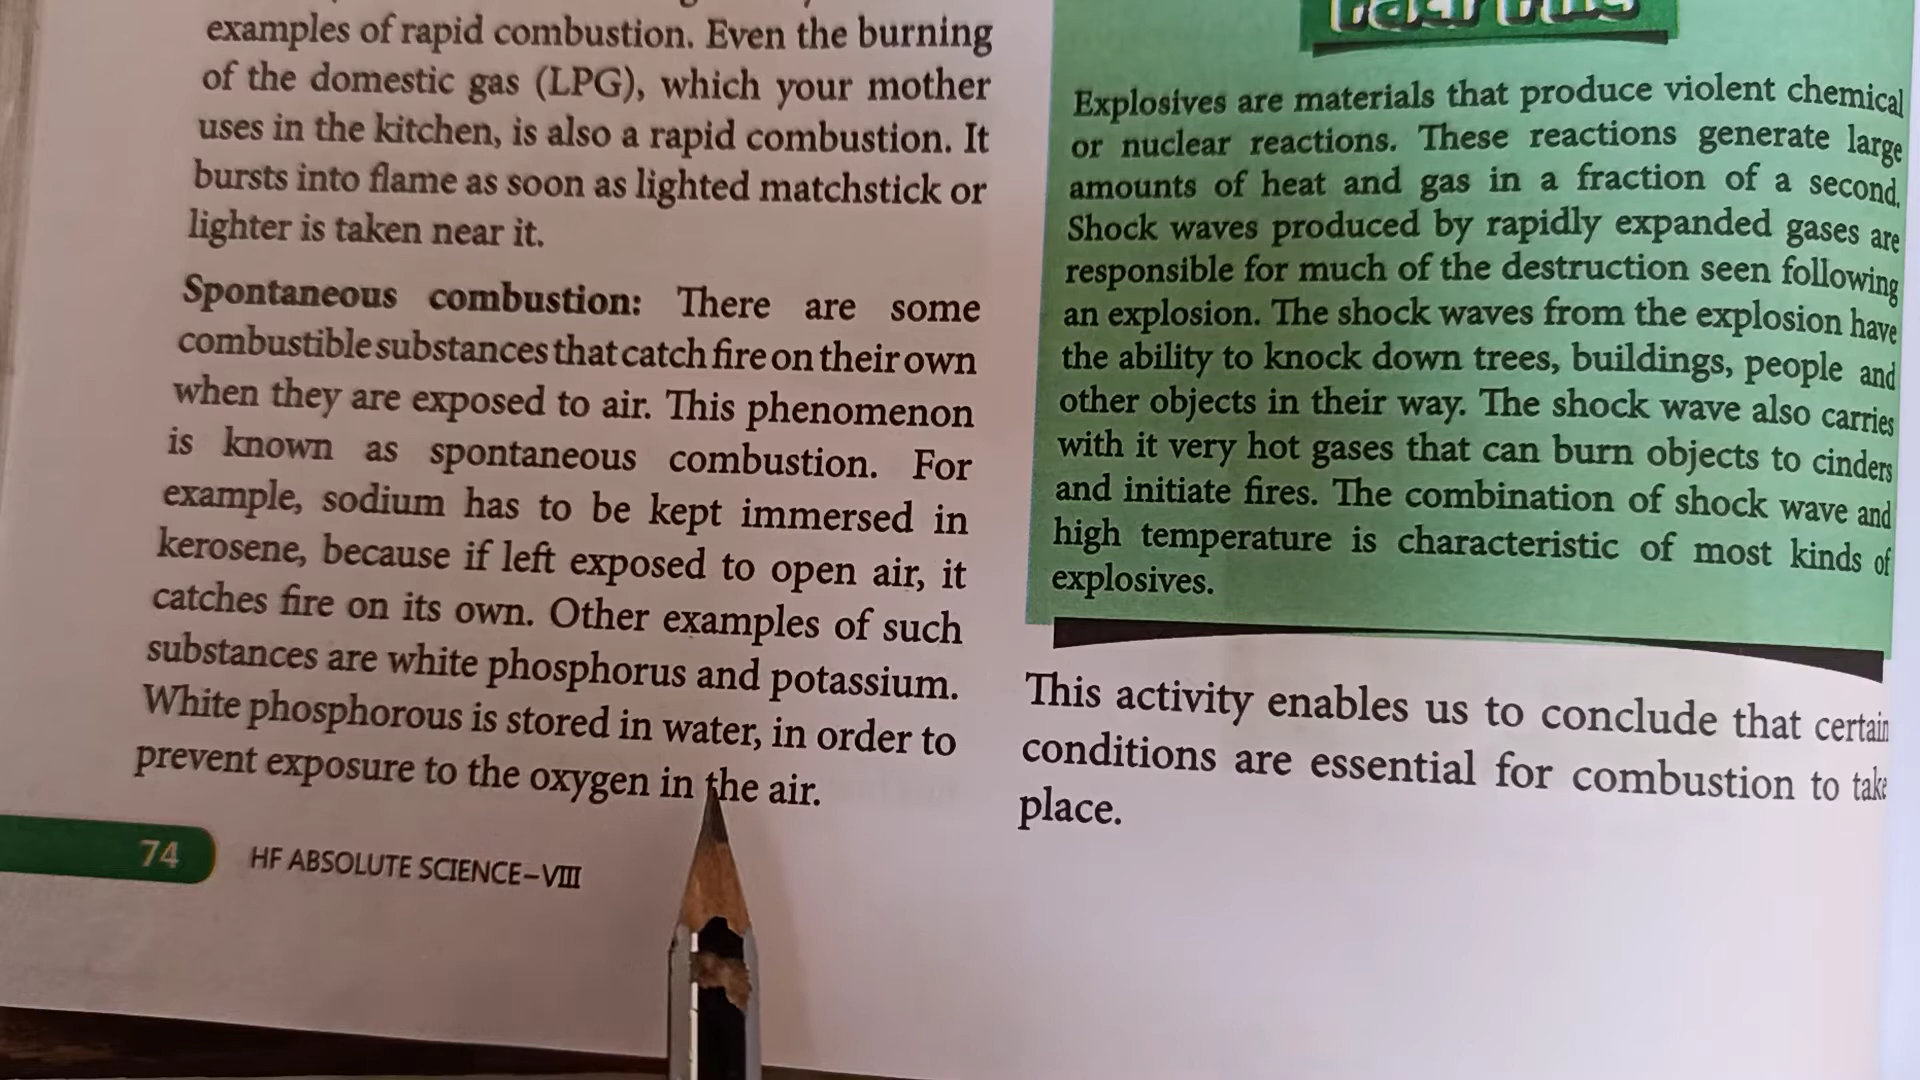 examples of rapid combustion. Even the burning
of the domestic gas (LPG), which your mother
uses in the kitchen, is also a rapid combustion. It
bursts into flame as soon as lighted matchstick or
lighter is taken near it.
Spontaneous combustion: There are some
combustible substances that catch fire on their own
when they are exposed to air. This phenomenon
is known as spontaneous combustion. For
example, sodium has to be kept immersed in
kerosene, because if left exposed to open air, it
catches fire on its own. Other examples of such
substances are white phosphorus and potassium.
White phosphorous is stored in water, in order to
prevent exposure to the oxygen in the air.
74
HF ABSOLUTE SCIENCE–VIII
Explosives are materials that produce violent chemical
or nuclear reactions. These reactions generate large
amounts of heat and gas in a fraction of a second.
Shock waves produced by rapidly expanded gases are
responsible for much of the destruction seen following
an explosion. The shock waves from the explosion have
the ability to knock down trees, buildings, people and
other objects in their way. The shock wave also carries
with it very hot gases that can burn objects to cinders
and initiate fires. The combination of shock wave and
high temperature is characteristic of most kinds of
explosives.
This activity enables us to conclude that certain
conditions are essential for combustion to take
place.